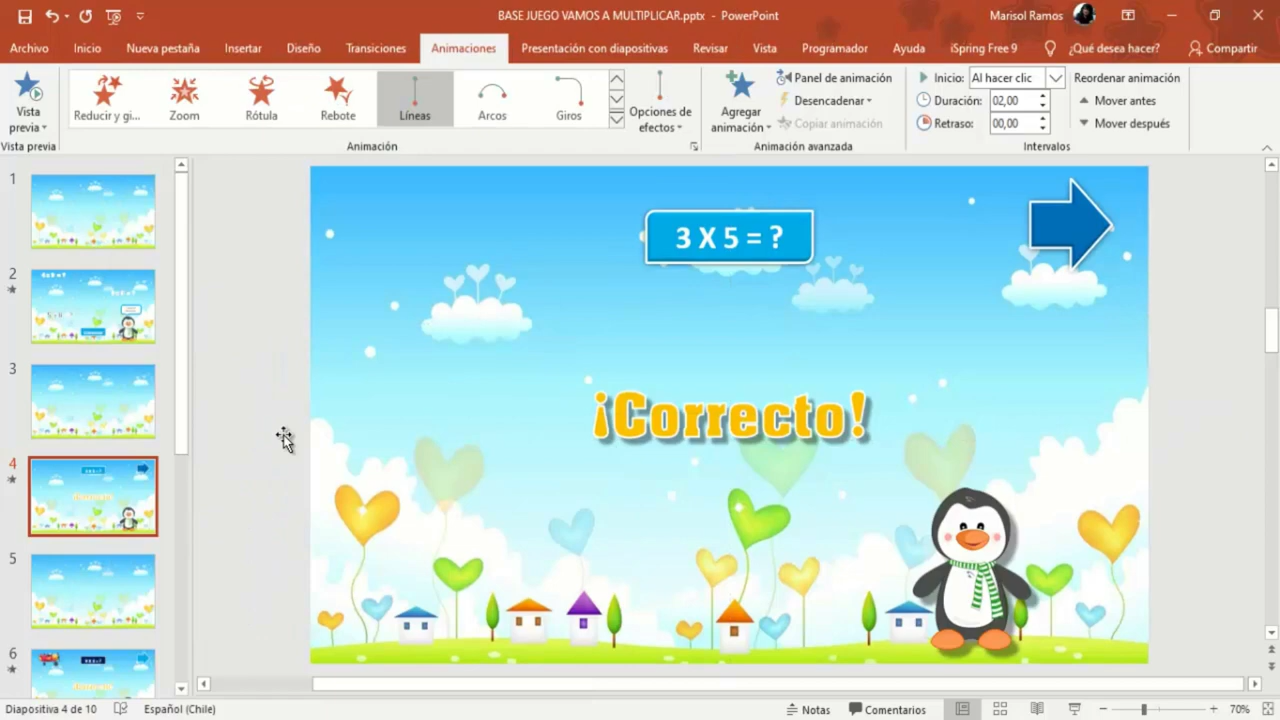 BASE JUEGO VAMOS A MULTIPLICAR.pptx - PowerPoint
Marisol Ramos
Archivo Inicio Nueva pestaña Insertar Diseño Transiciones Animaciones Presentación con diapositivas Revisar Vista Programador Ayuda iSpring Free 9 ¿Qué desea hacer? Compartir
Vista previa
Reducir y gi... Zoom Rótula Rebote Líneas Arcos Giros
Opciones de efectos
Agregar animación
Panel de animación
Desencadenar
Copiar animación
Inicio: Al hacer clic
Duración: 02,00
Retraso: 00,00
Reordenar animación
Mover antes
Mover después
Vista previa Animación Animación avanzada Intervalos
1
2
3
4
5
6
3 X 5 = ?
¡Correcto!
Diapositiva 4 de 10 Español (Chile) Notas Comentarios 70%